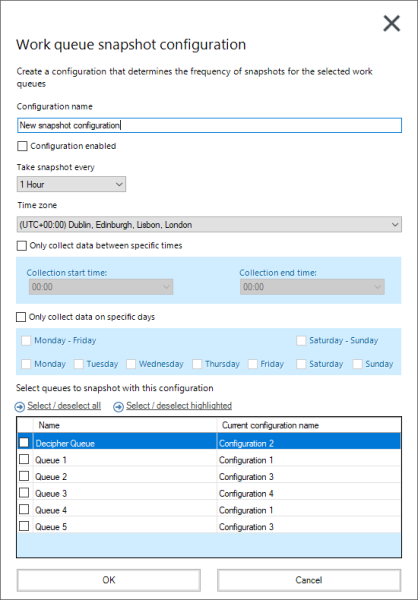 Work queue snapshot configuration
Create a configuration that determines the frequency of snapshots for the selected work
queues
Configuration name
New snapshot configuration
Configuration enabled
Take snapshot every
1 Hour
Time zone
(UTC+00:00) Dublin, Edinburgh, Lisbon, London
Only collect data between specific times
Collection start time: Collection end time:
00:00 00:00
Only collect data on specific days
Monday - Friday Saturday - Sunday
Monday Tuesday Wednesday Thursday Friday Saturday Sunday
Select queues to snapshot with this configuration
Select / deselect all Select / deselect highlighted
Name Current configuration name
Decipher Queue Configuration 2
Queue 1 Configuration 1
Queue 2 Configuration 3
Queue 3 Configuration 4
Queue 4 Configuration 1
Queue 5 Configuration 3
OK Cancel